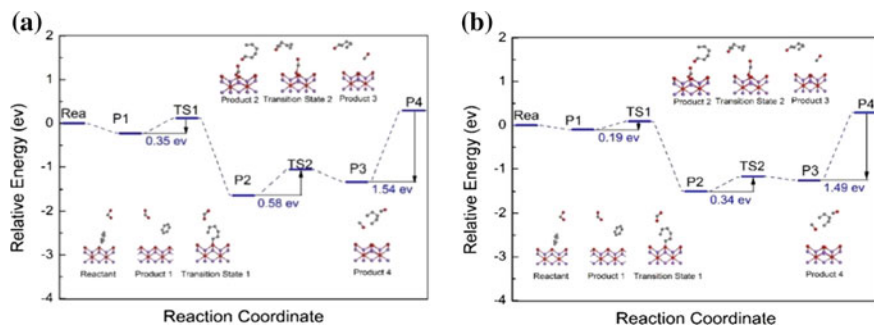 (a)
2
1
0
-1
-2
-3
-4
Relative Energy (ev)
Rea
P1
TS1
0.35 ev
P2
0.58 ev
TS2
P3
1.54 ev
P4
Product 2 Transition State 2 Product 3
Reactant Product 1 Transition State 1
Product 4
Reaction Coordinate
(b)
2
1
0
-1
-2
-3
-4
Relative Energy (ev)
Rea
P1
TS1
0.19 ev
P2
0.34 ev
TS2
P3
1.49 ev
P4
Product 2 Transition State 2 Product 3
Reactant Product 1 Transition State 1
Product 4
Reaction Coordinate